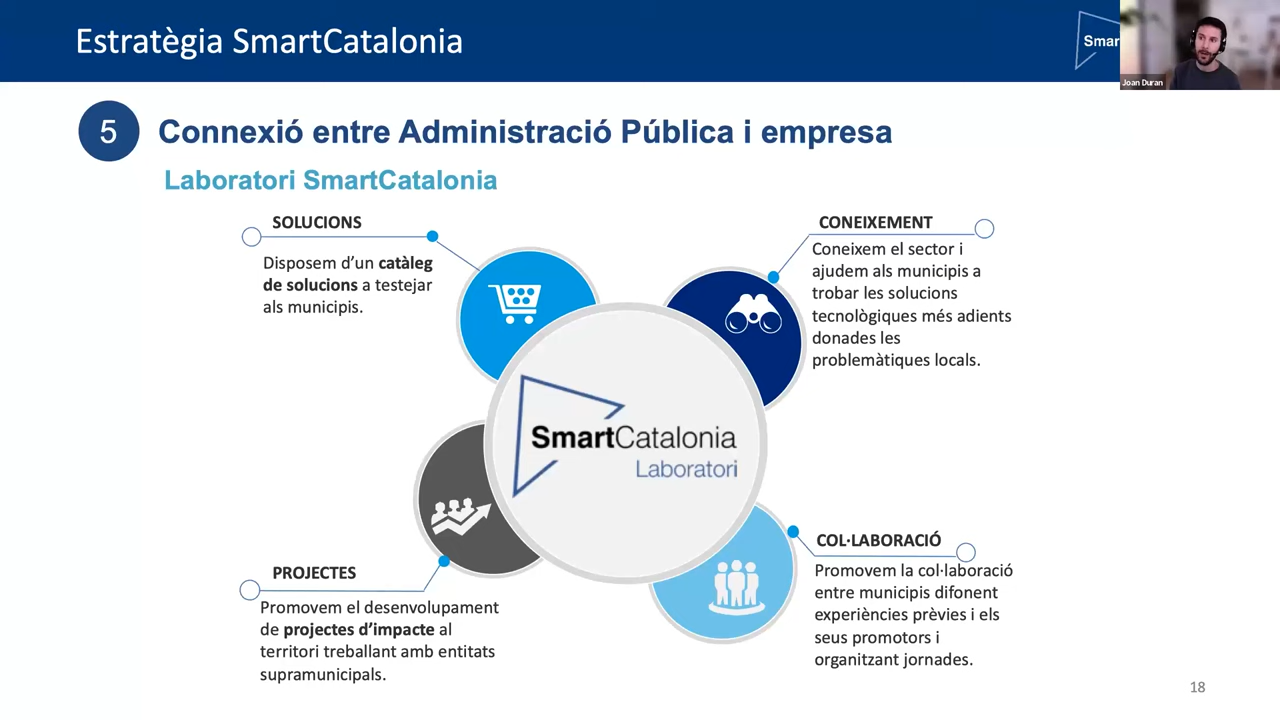 Estratègia SmartCatalonia
Smar
Joan Duran
5
Connexió entre Administració Pública i empresa
Laboratori SmartCatalonia
SOLUCIONS
Disposem d’un catàleg
de solucions a testejar
als municipis.
CONEIXEMENT
Coneixem el sector i
ajudem als municipis a
trobar les solucions
tecnològiques més adients
donades les
problemàtiques locals.
SmartCatalonia
Laboratori
PROJECTES
Promovem el desenvolupament
de projectes d’impacte al
territori treballant amb entitats
supramunicipals.
COL·LABORACIÓ
Promovem la col·laboració
entre municipis difonent
experiències prèvies i els
seus promotors i
organitzant jornades.
18